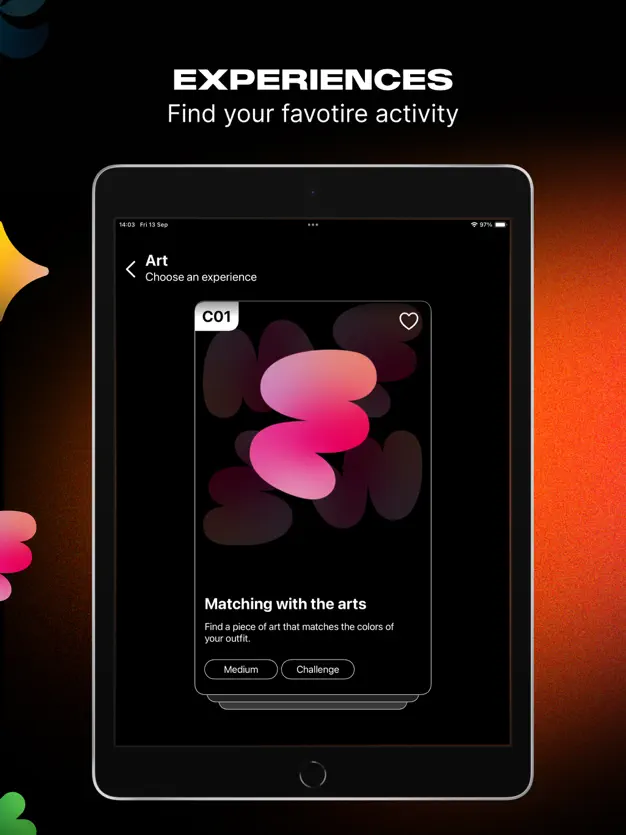 EXPERIENCES
Find your favotire activity
14:03 Fri 13 Sep
97%
Art
Choose an experience
C01
Matching with the arts
Find a piece of art that matches the colors of
your outfit.
Medium
Challenge